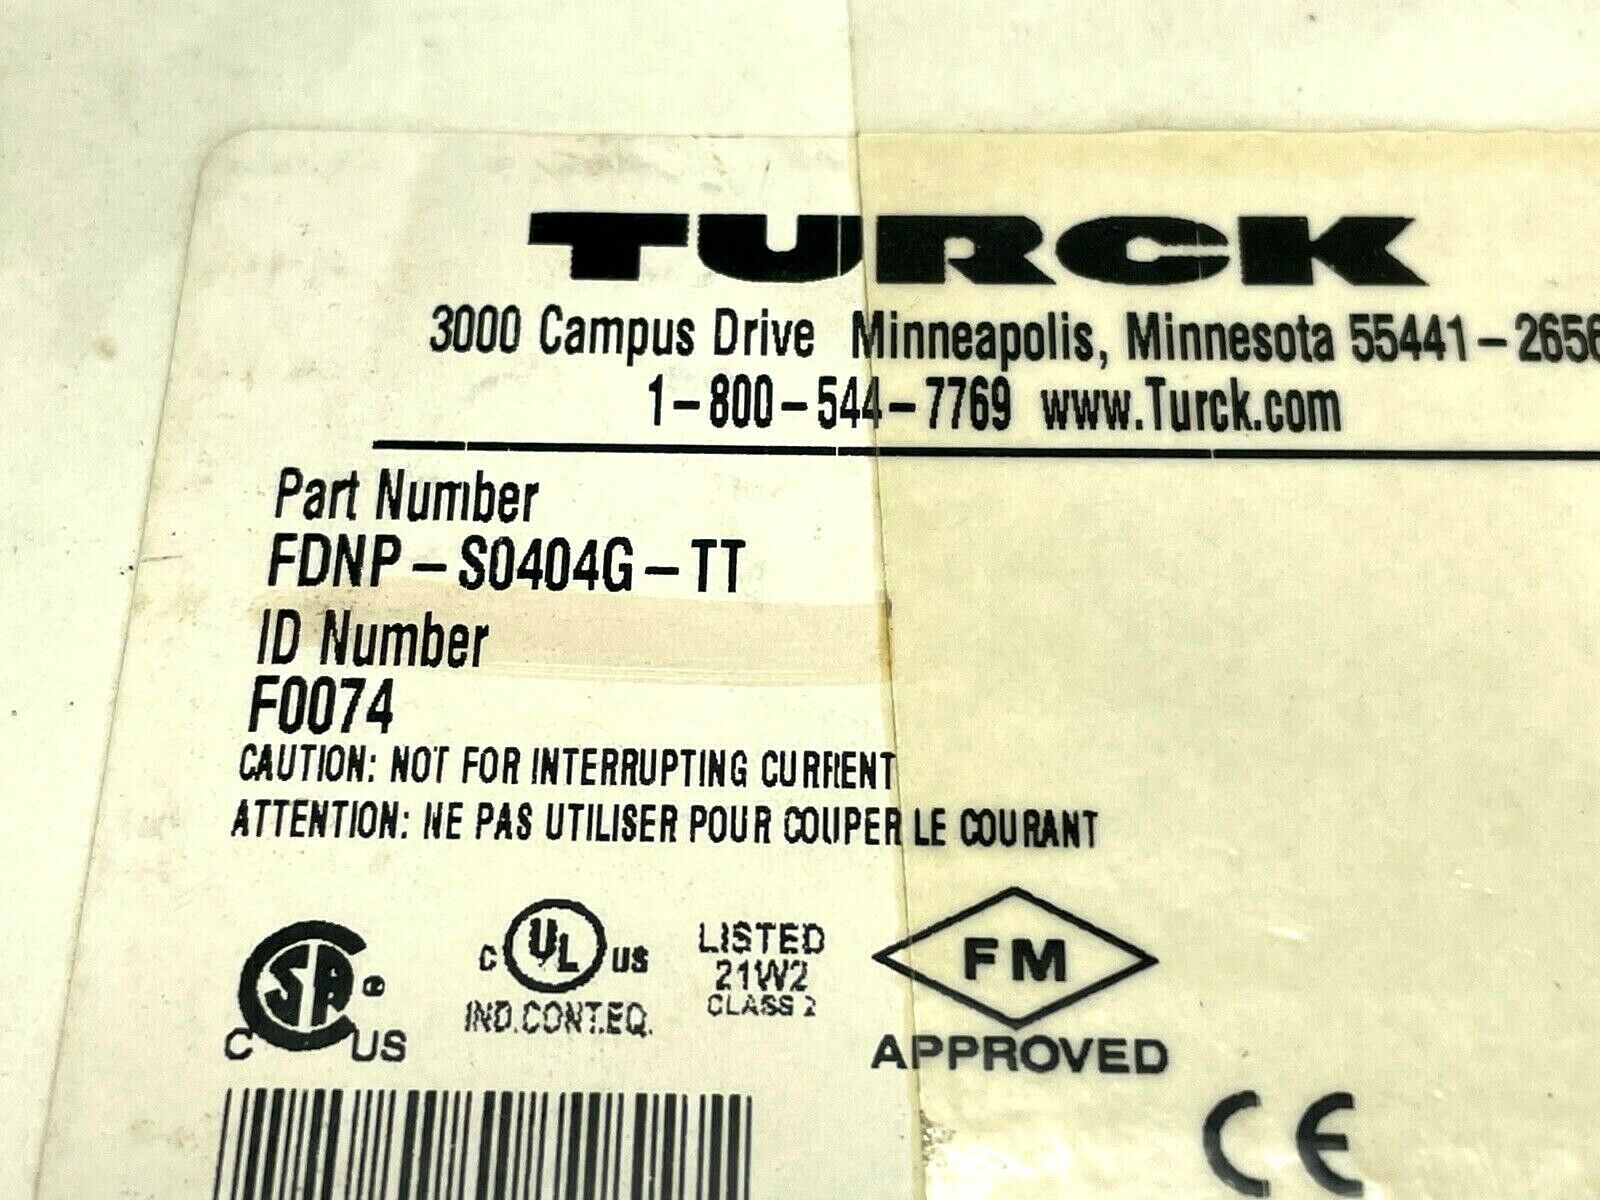 TURCK
3000 Campus Drive Minneapolis, Minnesota 55441-2656
1-800-544-7769 www.Turck.com
Part Number
FDNP-S0404G-TT
ID Number
F0074
CAUTION: NOT FOR INTERRUPTING CURRENT
ATTENTION: NE PAS UTILISER POUR COUPER LE COURANT
SA ®
C US
C UL US
IND.CONT.EQ.
LISTED
21W2
CLASS 2
FM
APPROVED
CE